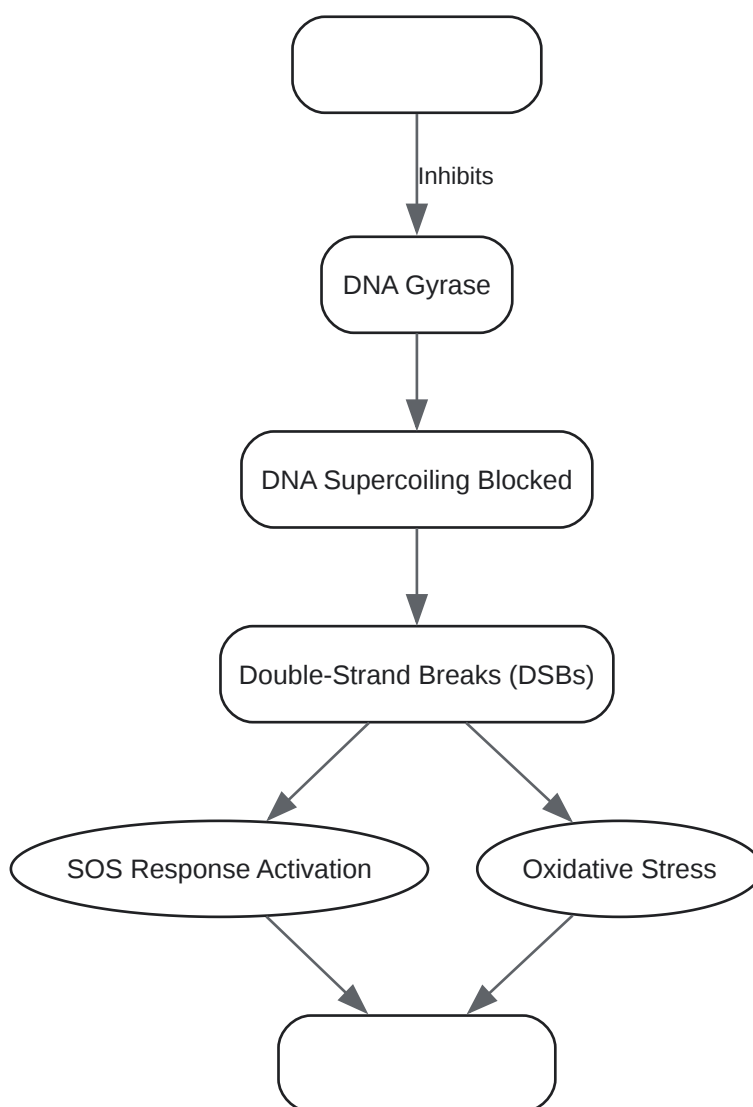 Inhibits
DNA Gyrase
DNA Supercoiling Blocked
Double-Strand Breaks (DSBs)
SOS Response Activation
Oxidative Stress